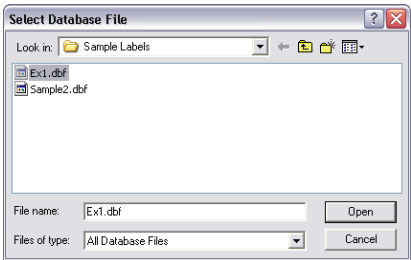 Select Database File
Look in: Sample Labels
Ex1.dbf
Sample2.dbf
File name: Ex1.dbf Open
Files of type: All Database Files Cancel